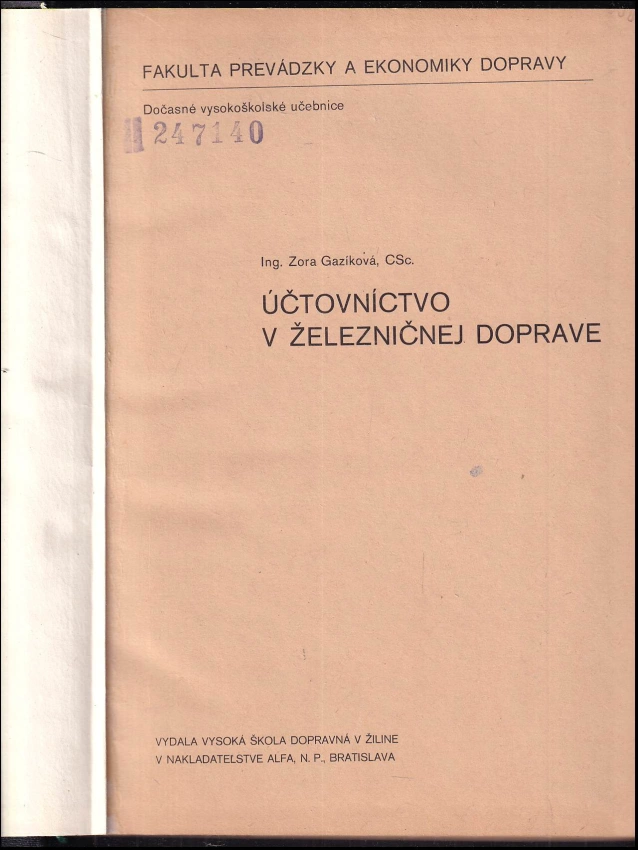 FAKULTA PREVÁDZKY A EKONOMIKY DOPRAVY
Dočasné vysokoškolské učebnice
247140
Ing. Zora Gazíková, CSc.
ÚČTOVNÍCTVO
V ŽELEZNIČNEJ DOPRAVE
VYDALA VYSOKÁ ŠKOLA DOPRAVNÁ V ŽILINE
V NAKLADATEĽSTVE ALFA, N. P., BRATISLAVA